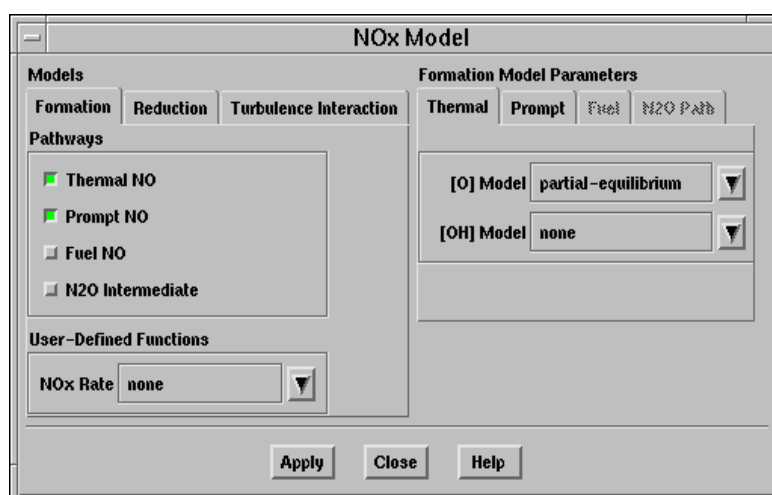 NOx Model
Models
Formation Reduction Turbulence Interaction
Pathways
Thermal NO
Prompt NO
Fuel NO
N2O Intermediate
User-Defined Functions
NOx Rate none
Formation Model Parameters
Thermal Prompt Fuel N2O Path
[O] Model partial-equilibrium
[OH] Model none
Apply Close Help